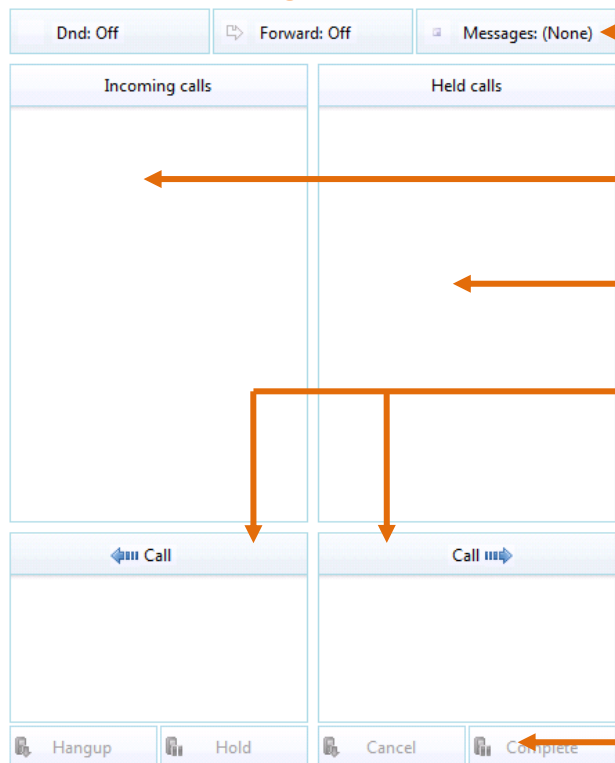 Dnd: Off
Forward: Off
Messages: (None)
Incoming calls
Held calls
Call
Call
Hangup
Hold
Cancel
Complete